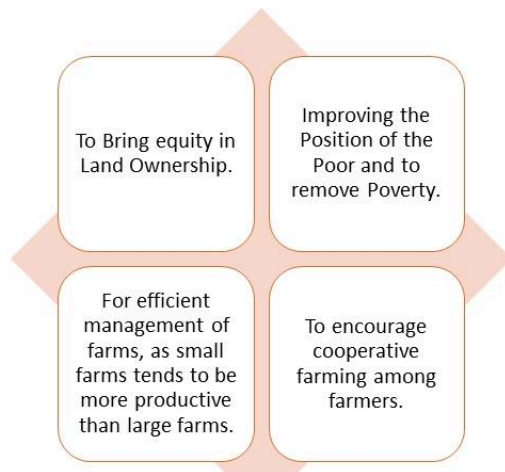 To Bring equity in
Land Ownership.
Improving the
Position of the
Poor and to
remove Poverty.
For efficient
management of
farms, as small
farms tends to be
more productive
than large farms.
To encourage
cooperative
farming among
farmers.